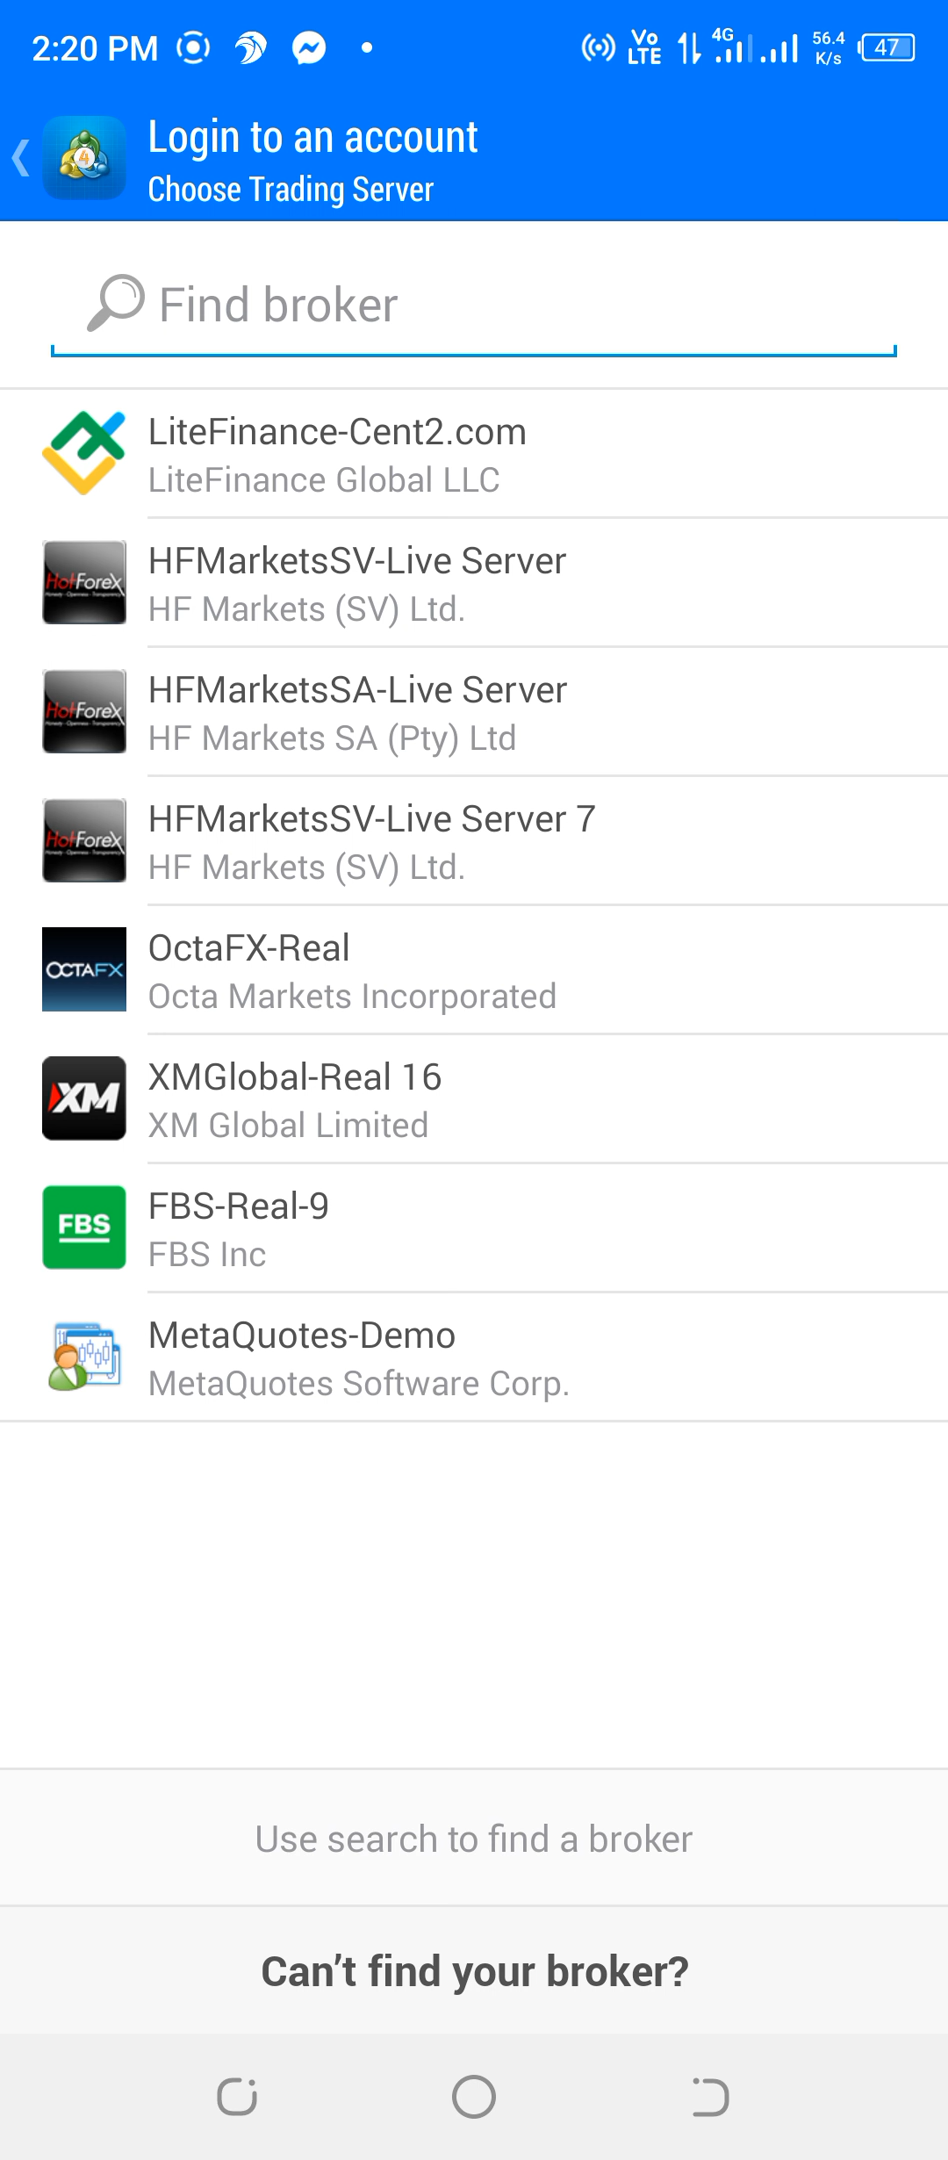 2:20 PM
Vo LTE 4G 56.4 K/s 47
4
Login to an account
Choose Trading Server
Find broker
LiteFinance-Cent2.com
LiteFinance Global LLC
HotForex
HFMarketsSV-Live Server
HF Markets (SV) Ltd.
HotForex
HFMarketsSA-Live Server
HF Markets SA (Pty) Ltd
HotForex
HFMarketsSV-Live Server 7
HF Markets (SV) Ltd.
OCTAFX
OctaFX-Real
Octa Markets Incorporated
XM
XMGlobal-Real 16
XM Global Limited
FBS
FBS-Real-9
FBS Inc
MetaQuotes-Demo
MetaQuotes Software Corp.
Use search to find a broker
Can’t find your broker?